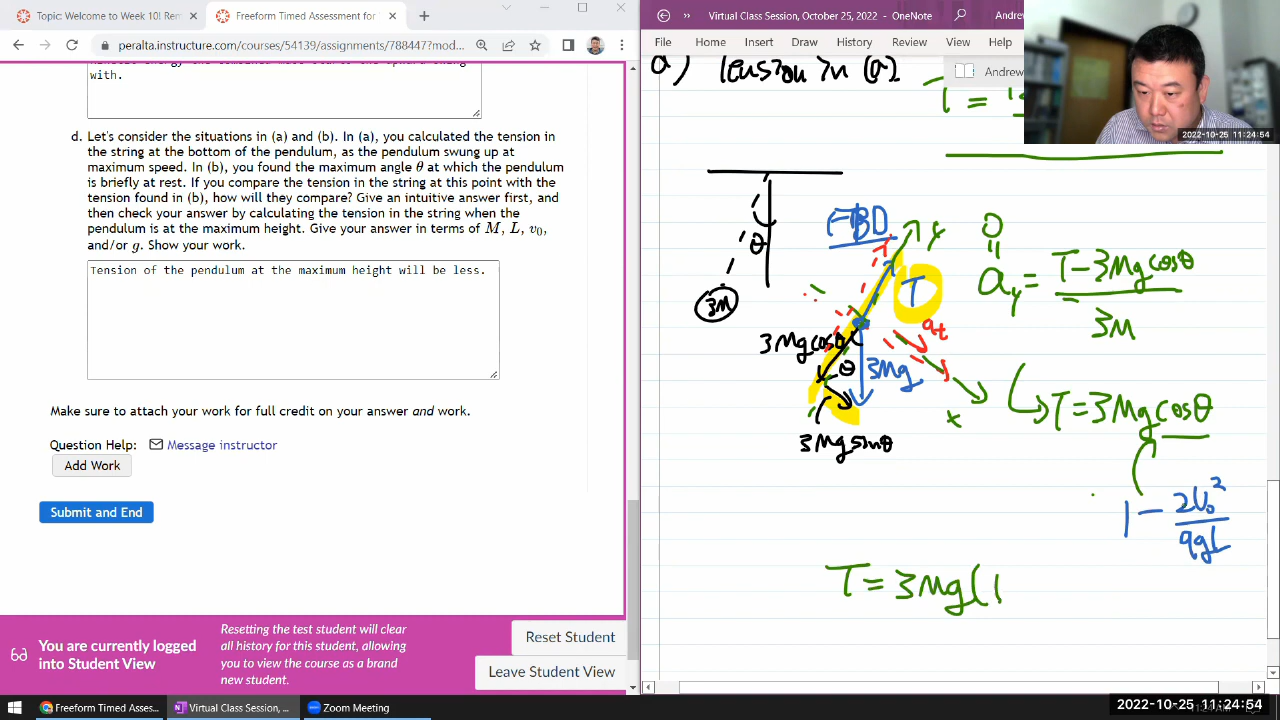 Topic: Welcome to Week 10! Rem
Freeform Timed Assessment for
peralta.instructure.com/courses/54139/assignments/788447?mod...
with.
d. Let's consider the situations in (a) and (b). In (a), you calculated the tension in
the string at the bottom of the pendulum, as the pendulum swung up at
maximum speed. In (b), you found the maximum angle θ at which the pendulum
is briefly at rest. If you compare the tension in the string at this point with the
tension found in (b), how will they compare? Give an intuitive answer first, and
then check your answer by calculating the tension in the string when the
pendulum is at the maximum height. Give your answer in terms of M, L, v₀,
and/or g. Show your work.
Tension of the pendulum at the maximum height will be less.
Make sure to attach your work for full credit on your answer and work.
Question Help: Message instructor
Add Work
Submit and End
You are currently logged
into Student View
Resetting the test student will clear
all history for this student, allowing
you to view the course as a brand
new student.
Reset Student
Leave Student View
Virtual Class Session, October 25, 2022 - OneNote
Andrew
File Home Insert Draw History Review View
Andrew
a) Tension in (a).
T =
θ
3M
FBD
y
T
a_t
3Mgcosθ
θ
3Mg
x
3Mgsinθ
0
=
a_y = (T-3Mgcosθ)/3M
T=3Mgcosθ
1 - 2v₀²/9gL
T = 3Mg(1
2022-10-25 11:24:54
Freeform Timed Asses...
Virtual Class Session, ...
Zoom Meeting
2022-10-25 11:24:54